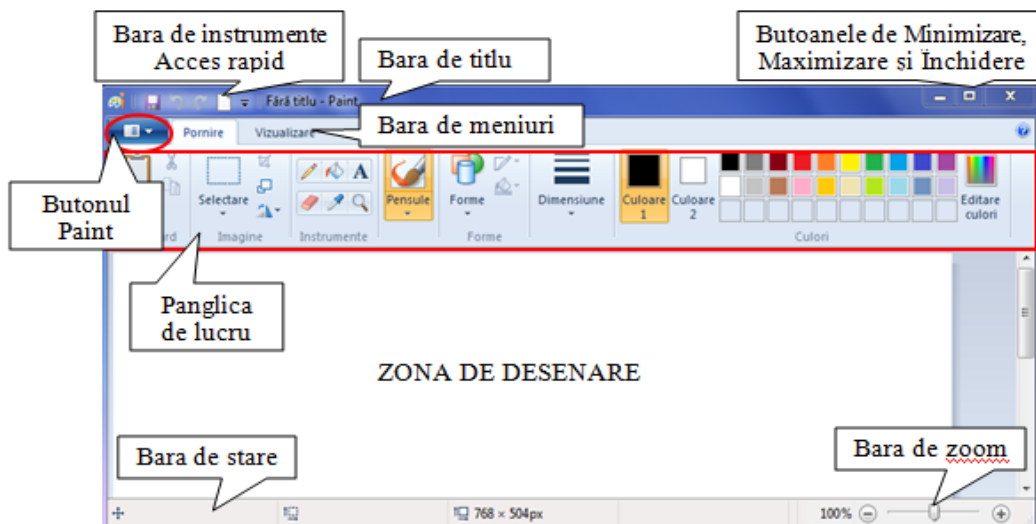 Bara de instrumente
Acces rapid
Bara de titlu
Butoanele de Minimizare,
Maximizare si Închidere
Fără titlu - Paint
Pornire
Vizualizare
Bara de meniuri
Butonul
Paint
Selectare
A
Pensule
Forme
Dimensiune
Culoare
1
Culoare
2
Editare
culori
Imagine
Instrumente
Forme
Culori
Panglica
de lucru
ZONA DE DESENARE
Bara de stare
Bara de zoom
768 × 504px
100%